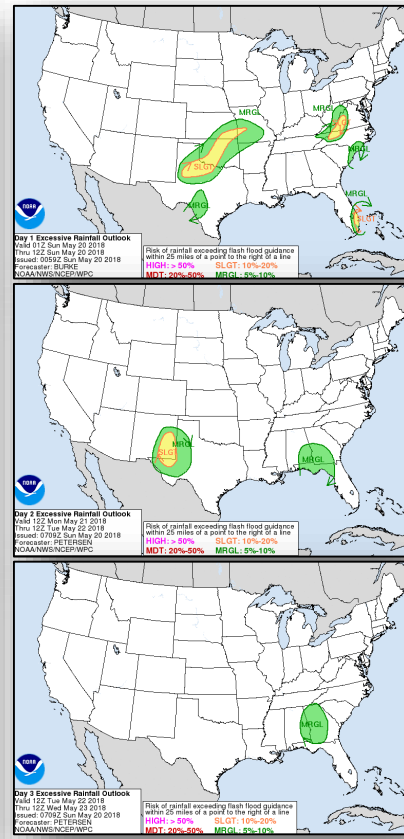 MRGL
MRGL
SLGT
SLGT
MRGL
MRGL
MRGL
SLGT
NOAA
Day 1 Excessive Rainfall Outlook
Valid 01Z Sun May 20 2018
Thru 12Z Sun May 20 2018
Issued: 0059Z Sun May 20 2018
Forecaster: BURKE
NOAA/NWS/NCEP/WPC
Risk of rainfall exceeding flash flood guidance
within 25 miles of a point to the right of a line
HIGH: > 50% SLGT: 10%-20%
MDT: 20%-50% MRGL: 5%-10%
MRGL
SLGT
MRGL
NOAA
Day 2 Excessive Rainfall Outlook
Valid 12Z Mon May 21 2018
Thru 12Z Tue May 22 2018
Issued: 0709Z Sun May 20 2018
Forecaster: PETERSEN
NOAA/NWS/NCEP/WPC
Risk of rainfall exceeding flash flood guidance
within 25 miles of a point to the right of a line
HIGH: > 50% SLGT: 10%-20%
MDT: 20%-50% MRGL: 5%-10%
MRGL
NOAA
Day 3 Excessive Rainfall Outlook
Valid 12Z Tue May 22 2018
Thru 12Z Wed May 23 2018
Issued: 0709Z Sun May 20 2018
Forecaster: PETERSEN
NOAA/NWS/NCEP/WPC
Risk of rainfall exceeding flash flood guidance
within 25 miles of a point to the right of a line
HIGH: > 50% SLGT: 10%-20%
MDT: 20%-50% MRGL: 5%-10%